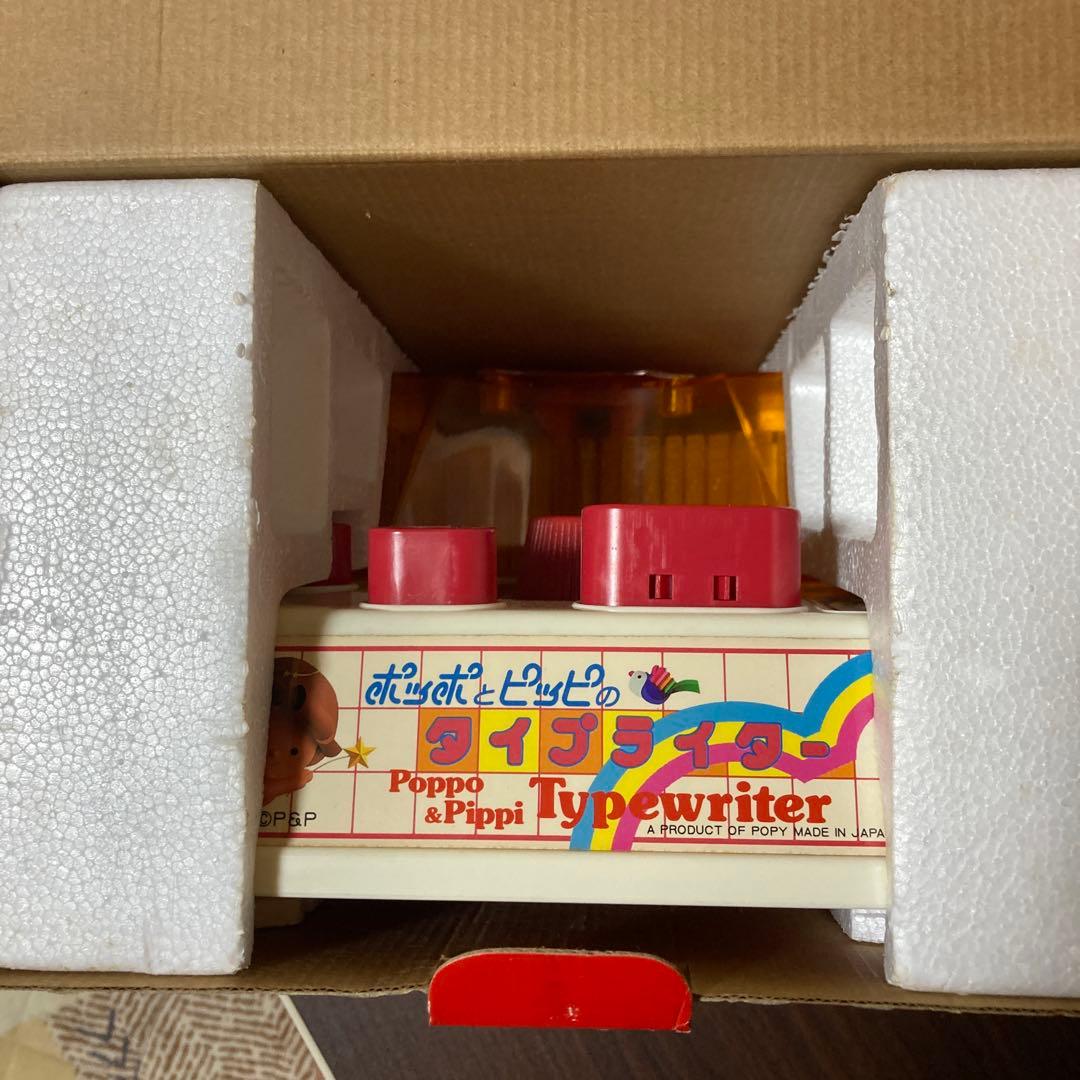 ポッポとピッピの
タイプライター
Poppo
&Pippi Typewriter
©P&P
A PRODUCT OF POPY MADE IN JAPA